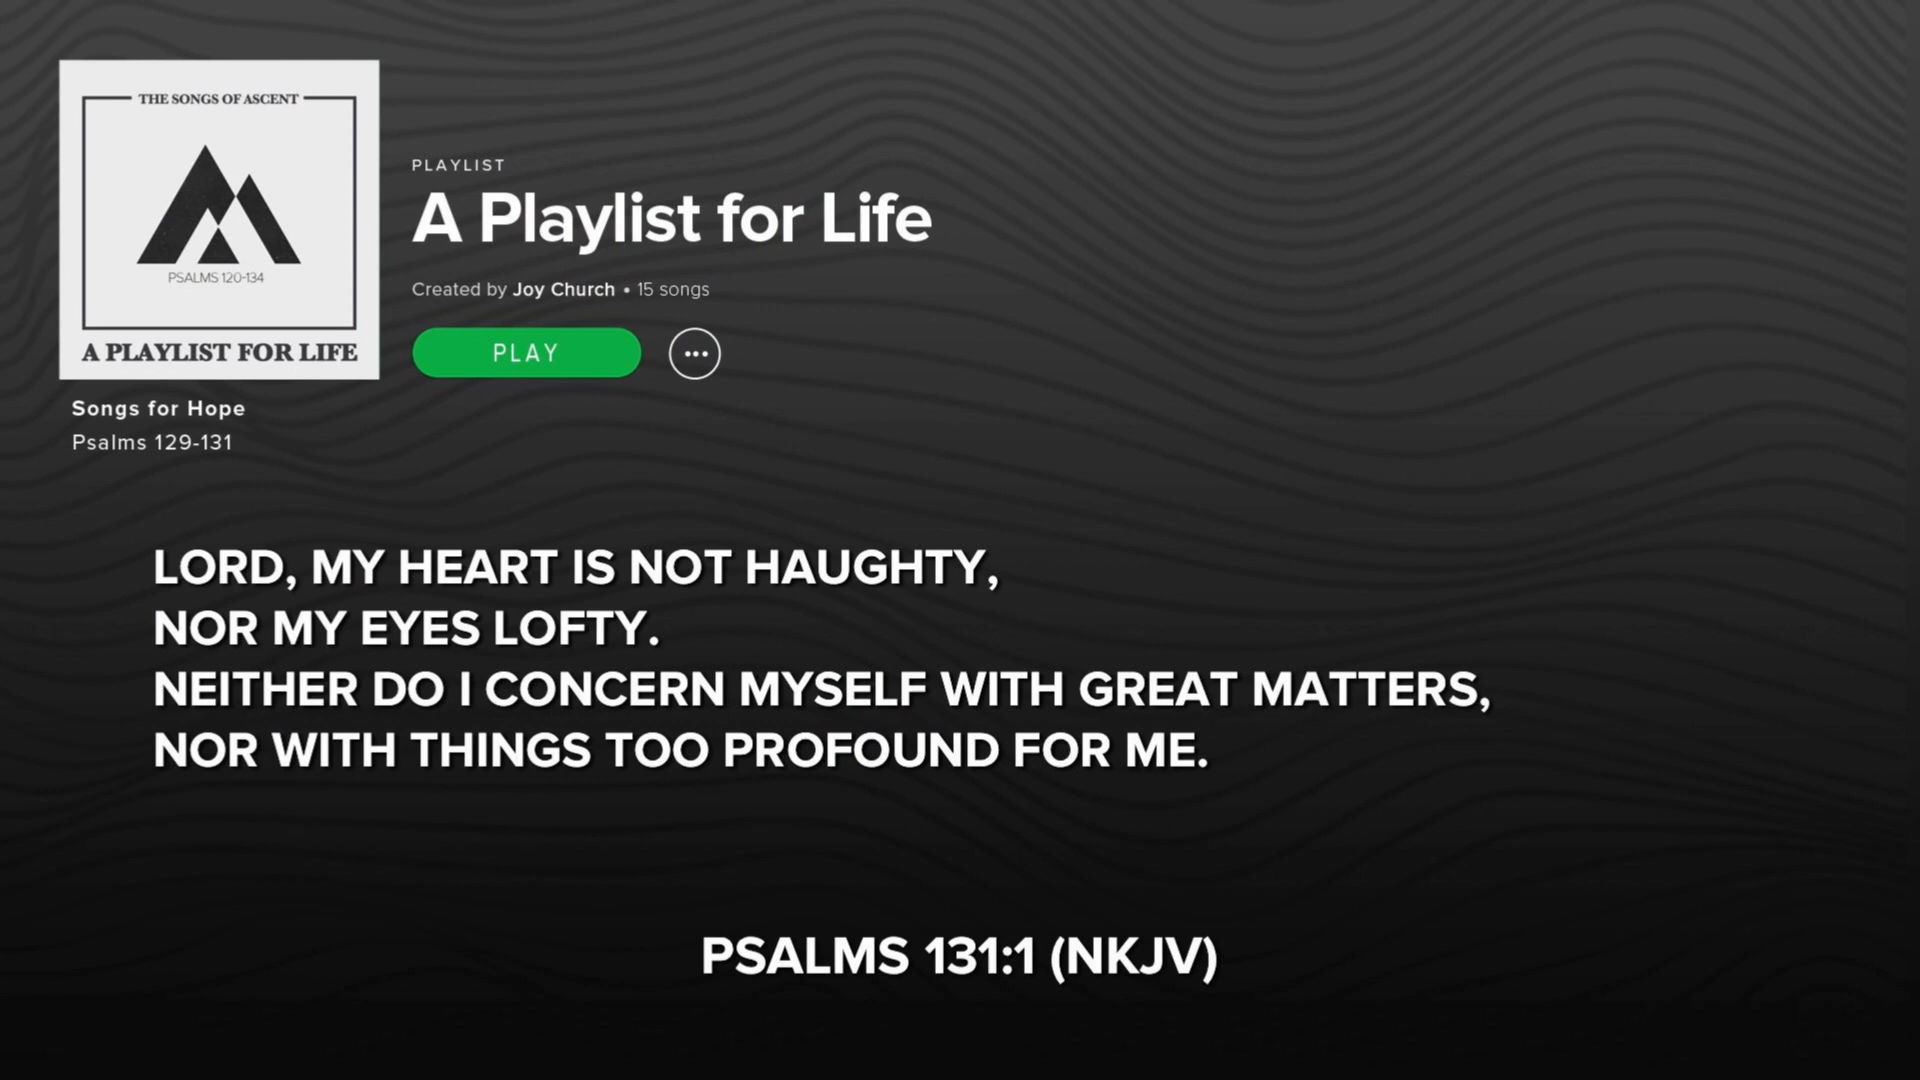 THE SONGS OF ASCENT
PSALMS 120-134
A PLAYLIST FOR LIFE
PLAYLIST
A Playlist for Life
Created by Joy Church • 15 songs
PLAY
Songs for Hope
Psalms 129-131
LORD, MY HEART IS NOT HAUGHTY,
NOR MY EYES LOFTY.
NEITHER DO I CONCERN MYSELF WITH GREAT MATTERS,
NOR WITH THINGS TOO PROFOUND FOR ME.
PSALMS 131:1 (NKJV)